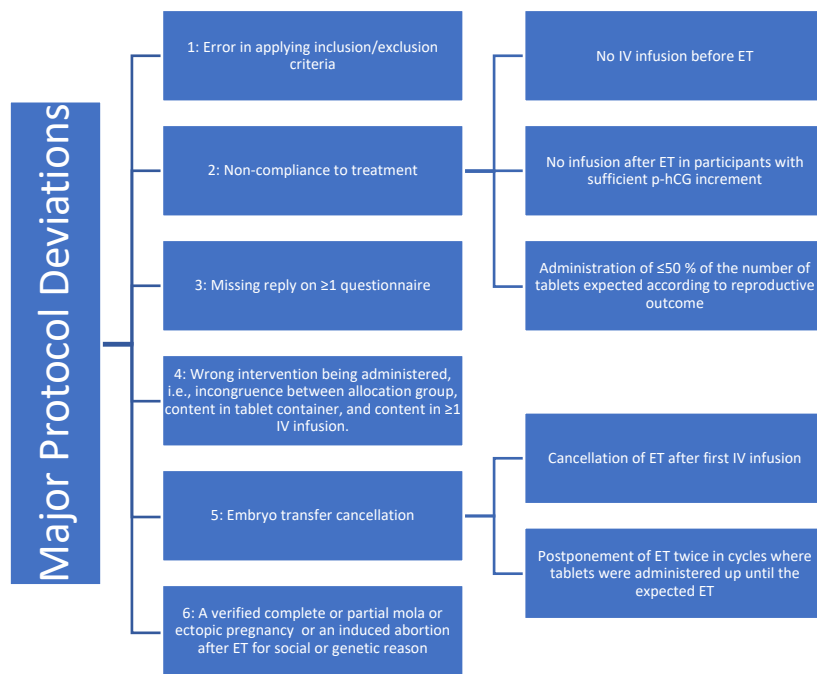 Major Protocol Deviations
1: Error in applying inclusion/exclusion
criteria
2: Non-compliance to treatment
No IV infusion before ET
No infusion after ET in participants with
sufficient p-hCG increment
Administration of ≤50 % of the number of
tablets expected according to reproductive
outcome
3: Missing reply on ≥1 questionnaire
4: Wrong intervention being administered,
i.e., incongruence between allocation group,
content in tablet container, and content in ≥1
IV infusion.
5: Embryo transfer cancellation
Cancellation of ET after first IV infusion
Postponement of ET twice in cycles where
tablets were administered up until the
expected ET
6: A verified complete or partial mola or
ectopic pregnancy or an induced abortion
after ET for social or genetic reason